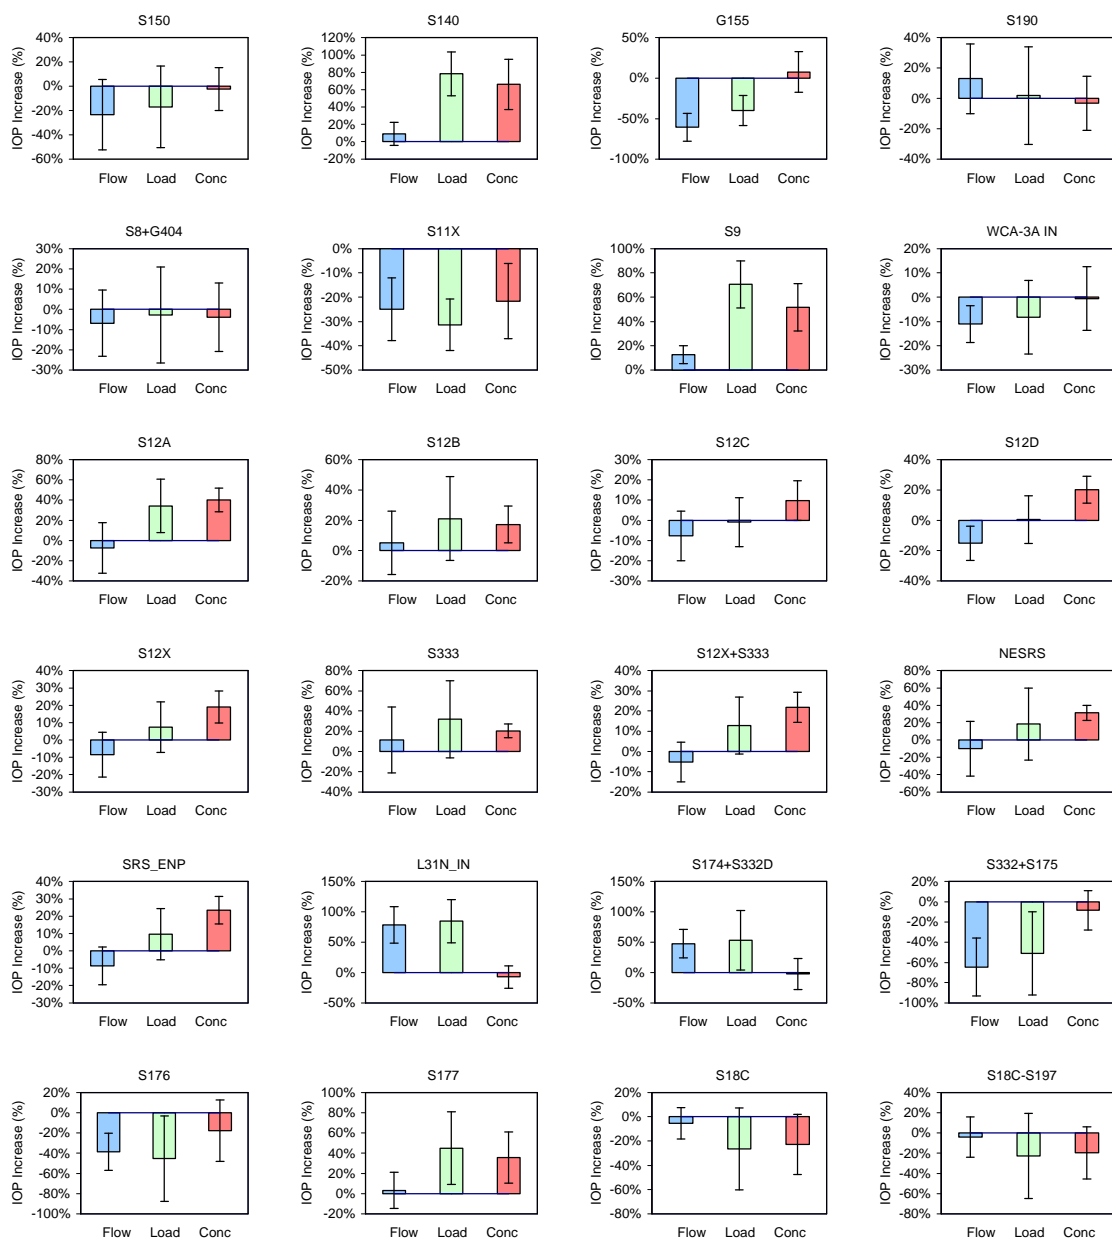 S150
IOP Increase (%)
40%
20%
0%
-20%
-40%
-60%
Flow Load Conc
S140
IOP Increase (%)
120%
100%
80%
60%
40%
20%
0%
-20%
Flow Load Conc
G155
IOP Increase (%)
50%
0%
-50%
-100%
Flow Load Conc
S190
IOP Increase (%)
40%
20%
0%
-20%
-40%
Flow Load Conc
S8+G404
IOP Increase (%)
30%
20%
10%
0%
-10%
-20%
-30%
Flow Load Conc
S11X
IOP Increase (%)
0%
-10%
-20%
-30%
-40%
-50%
Flow Load Conc
S9
IOP Increase (%)
100%
80%
60%
40%
20%
0%
Flow Load Conc
WCA-3A IN
IOP Increase (%)
20%
10%
0%
-10%
-20%
-30%
Flow Load Conc
S12A
IOP Increase (%)
80%
60%
40%
20%
0%
-20%
-40%
Flow Load Conc
S12B
IOP Increase (%)
60%
40%
20%
0%
-20%
Flow Load Conc
S12C
IOP Increase (%)
30%
20%
10%
0%
-10%
-20%
-30%
Flow Load Conc
S12D
IOP Increase (%)
40%
20%
0%
-20%
-40%
Flow Load Conc
S12X
IOP Increase (%)
40%
30%
20%
10%
0%
-10%
-20%
-30%
Flow Load Conc
S333
IOP Increase (%)
80%
60%
40%
20%
0%
-20%
-40%
Flow Load Conc
S12X+S333
IOP Increase (%)
40%
30%
20%
10%
0%
-10%
-20%
Flow Load Conc
NESRS
IOP Increase (%)
80%
60%
40%
20%
0%
-20%
-40%
-60%
Flow Load Conc
SRS_ENP
IOP Increase (%)
40%
30%
20%
10%
0%
-10%
-20%
-30%
Flow Load Conc
L31N_IN
IOP Increase (%)
150%
100%
50%
0%
-50%
Flow Load Conc
S174+S332D
IOP Increase (%)
150%
100%
50%
0%
-50%
Flow Load Conc
S332+S175
IOP Increase (%)
20%
0%
-20%
-40%
-60%
-80%
-100%
Flow Load Conc
S176
IOP Increase (%)
20%
0%
-20%
-40%
-60%
-80%
-100%
Flow Load Conc
S177
IOP Increase (%)
100%
80%
60%
40%
20%
0%
-20%
Flow Load Conc
S18C
IOP Increase (%)
20%
0%
-20%
-40%
-60%
-80%
Flow Load Conc
S18C-S197
IOP Increase (%)
40%
20%
0%
-20%
-40%
-60%
-80%
Flow Load Conc